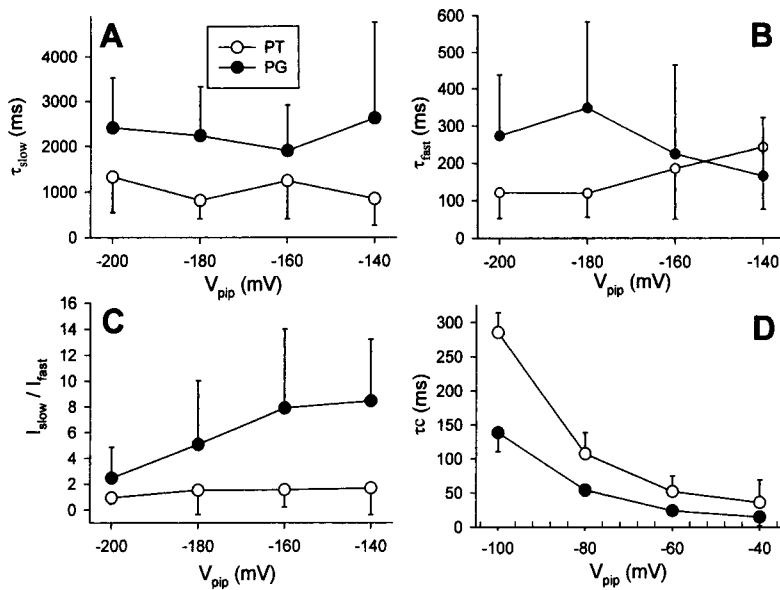 A
τslow (ms)
5000
4000
3000
2000
1000
0
-200 -180 -160 -140
Vpip (mV)
PT
PG
B
τfast (ms)
600
500
400
300
200
100
0
-200 -180 -160 -140
Vpip (mV)
C
Islow / Ifast
16
14
12
10
8
6
4
2
0
-200 -180 -160 -140
Vpip (mV)
D
τc (ms)
300
250
200
150
100
50
0
-100 -80 -60 -40
Vpip (mV)